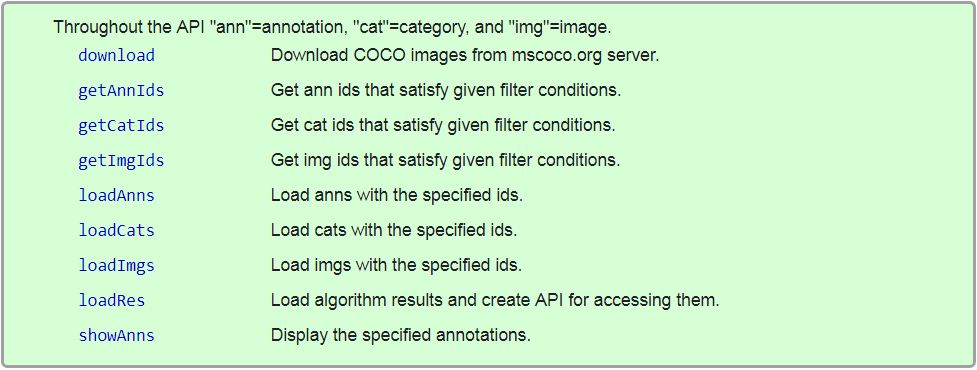 Throughout the API "ann"=annotation, "cat"=category, and "img"=image.
download Download COCO images from mscoco.org server.
getAnnIds Get ann ids that satisfy given filter conditions.
getCatIds Get cat ids that satisfy given filter conditions.
getImgIds Get img ids that satisfy given filter conditions.
loadAnns Load anns with the specified ids.
loadCats Load cats with the specified ids.
loadImgs Load imgs with the specified ids.
loadRes Load algorithm results and create API for accessing them.
showAnns Display the specified annotations.